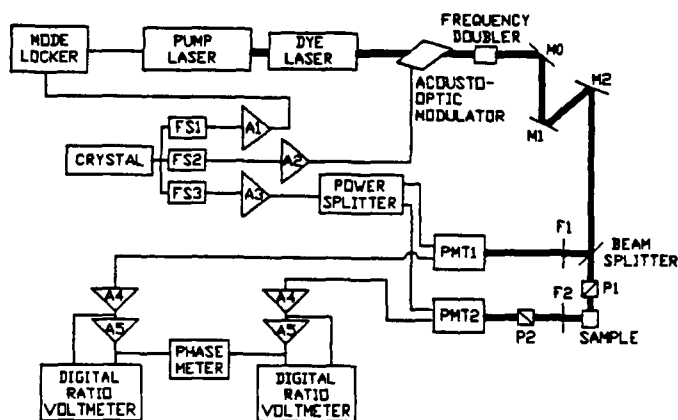 FREQUENCY
DOUBLER
MODE
LOCKER
PUMP
LASER
DYE
LASER
M0
M2
ACOUSTO-
OPTIC
MODULATOR
M1
CRYSTAL
FS1
FS2
FS3
A1
A2
A3
POWER
SPLITTER
PMT1
F1
BEAM
SPLITTER
P1
A4
A4
PMT2
F2
P2
SAMPLE
A5
A5
PHASE
METER
DIGITAL
RATIO
VOLTMETER
DIGITAL
RATIO
VOLTMETER